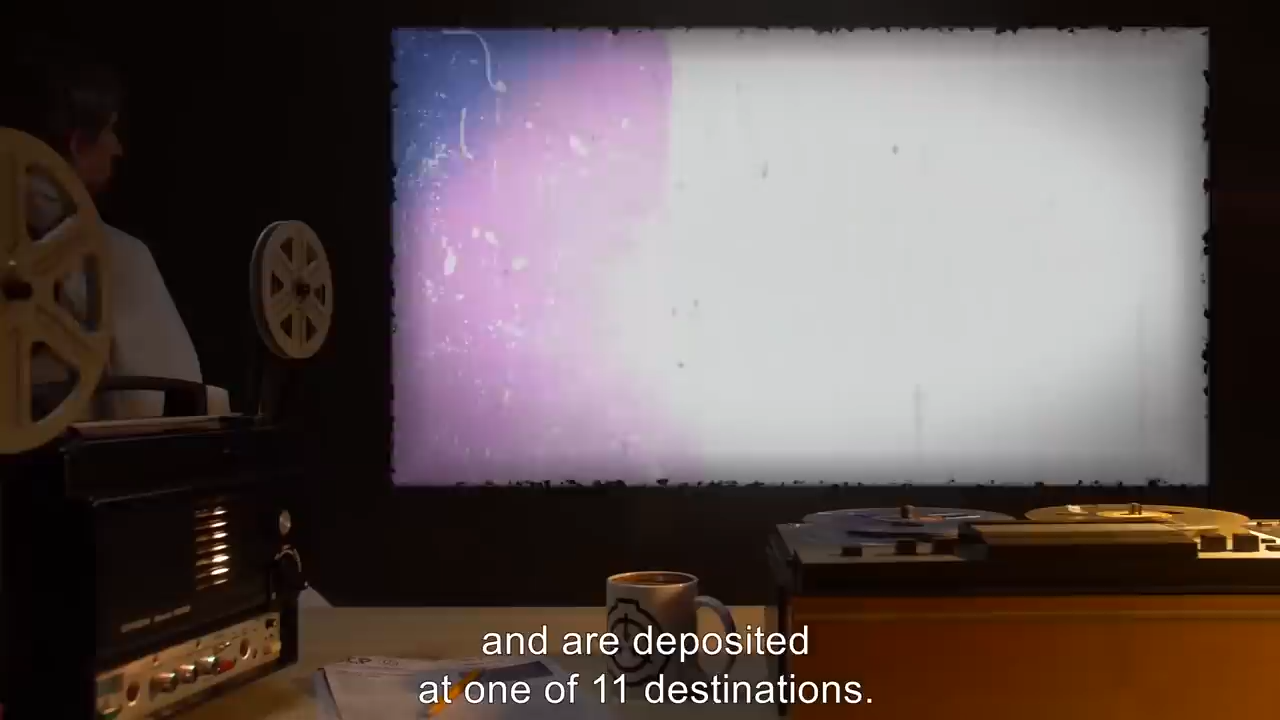 and are deposited
at one of 11 destinations.